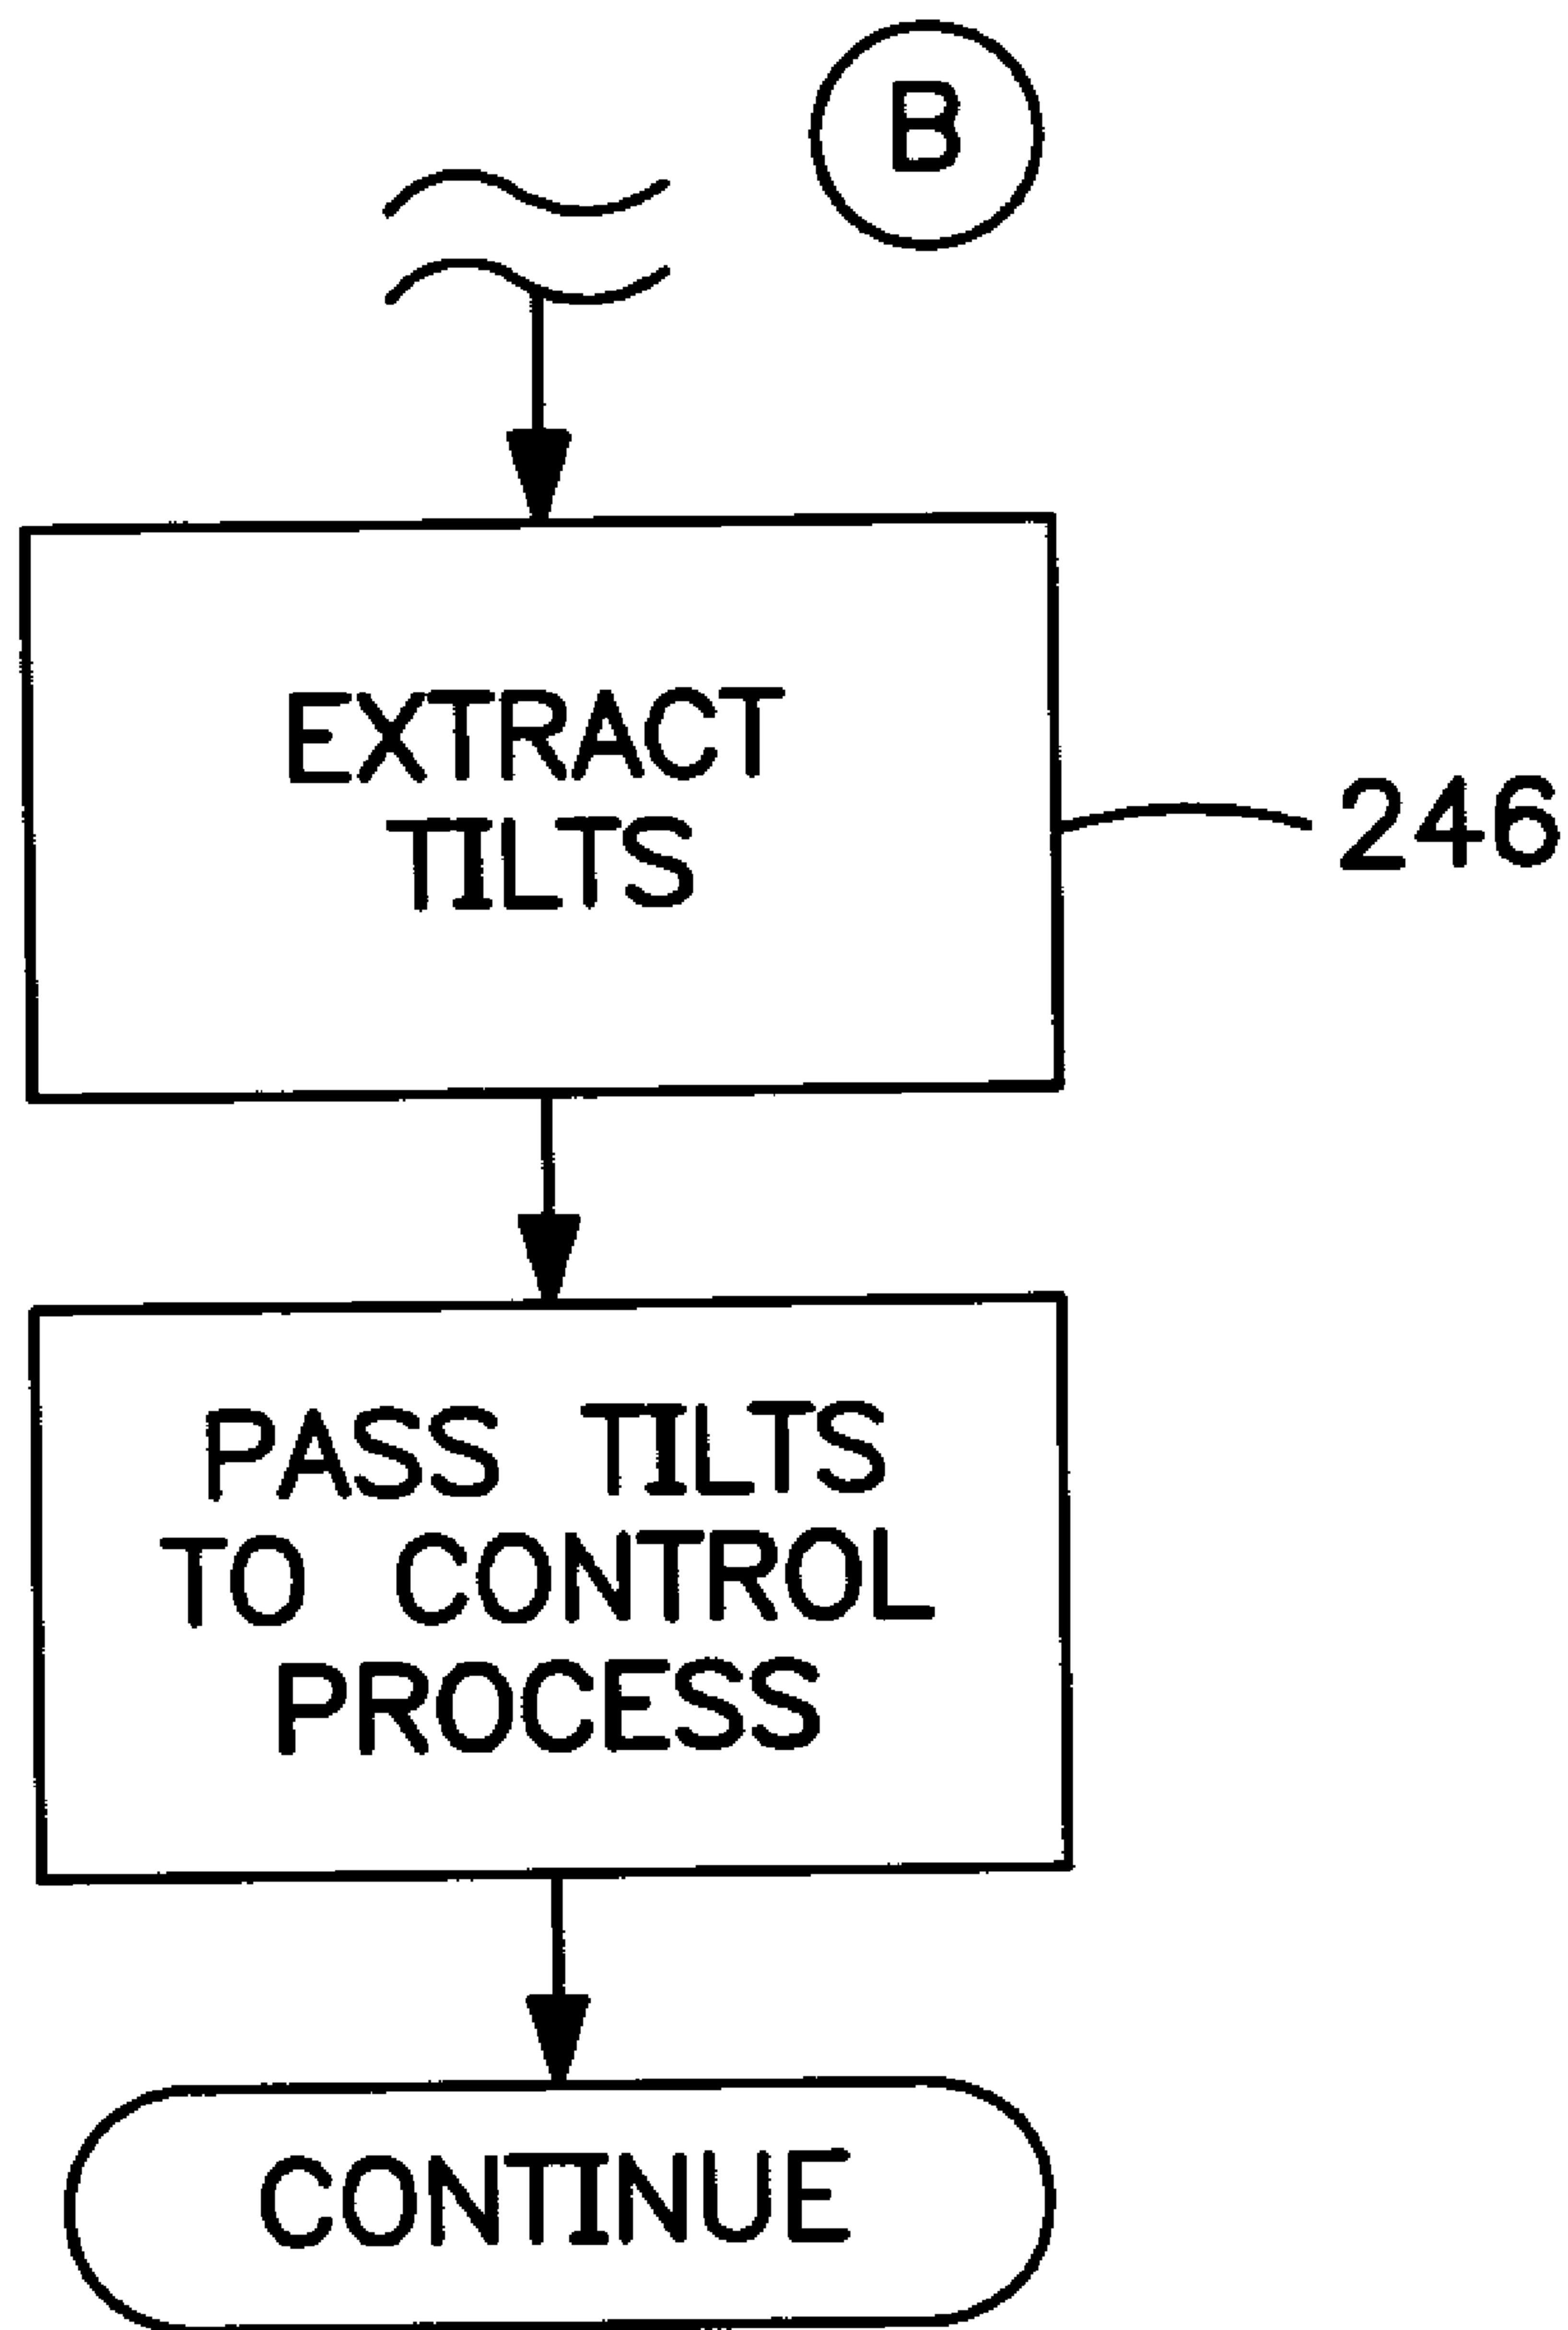 B
EXTRACT
TILTS
246
PASS TILTS
TO CONTROL
PROCESS
CONTINUE